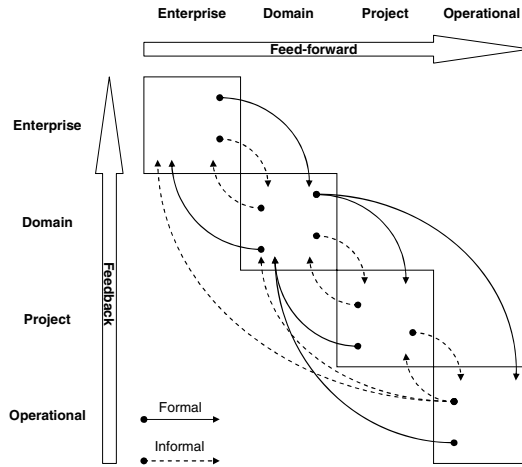 Enterprise Domain Project Operational
Feed-forward
Enterprise
Domain
Feedback
Project
Operational
Formal
Informal